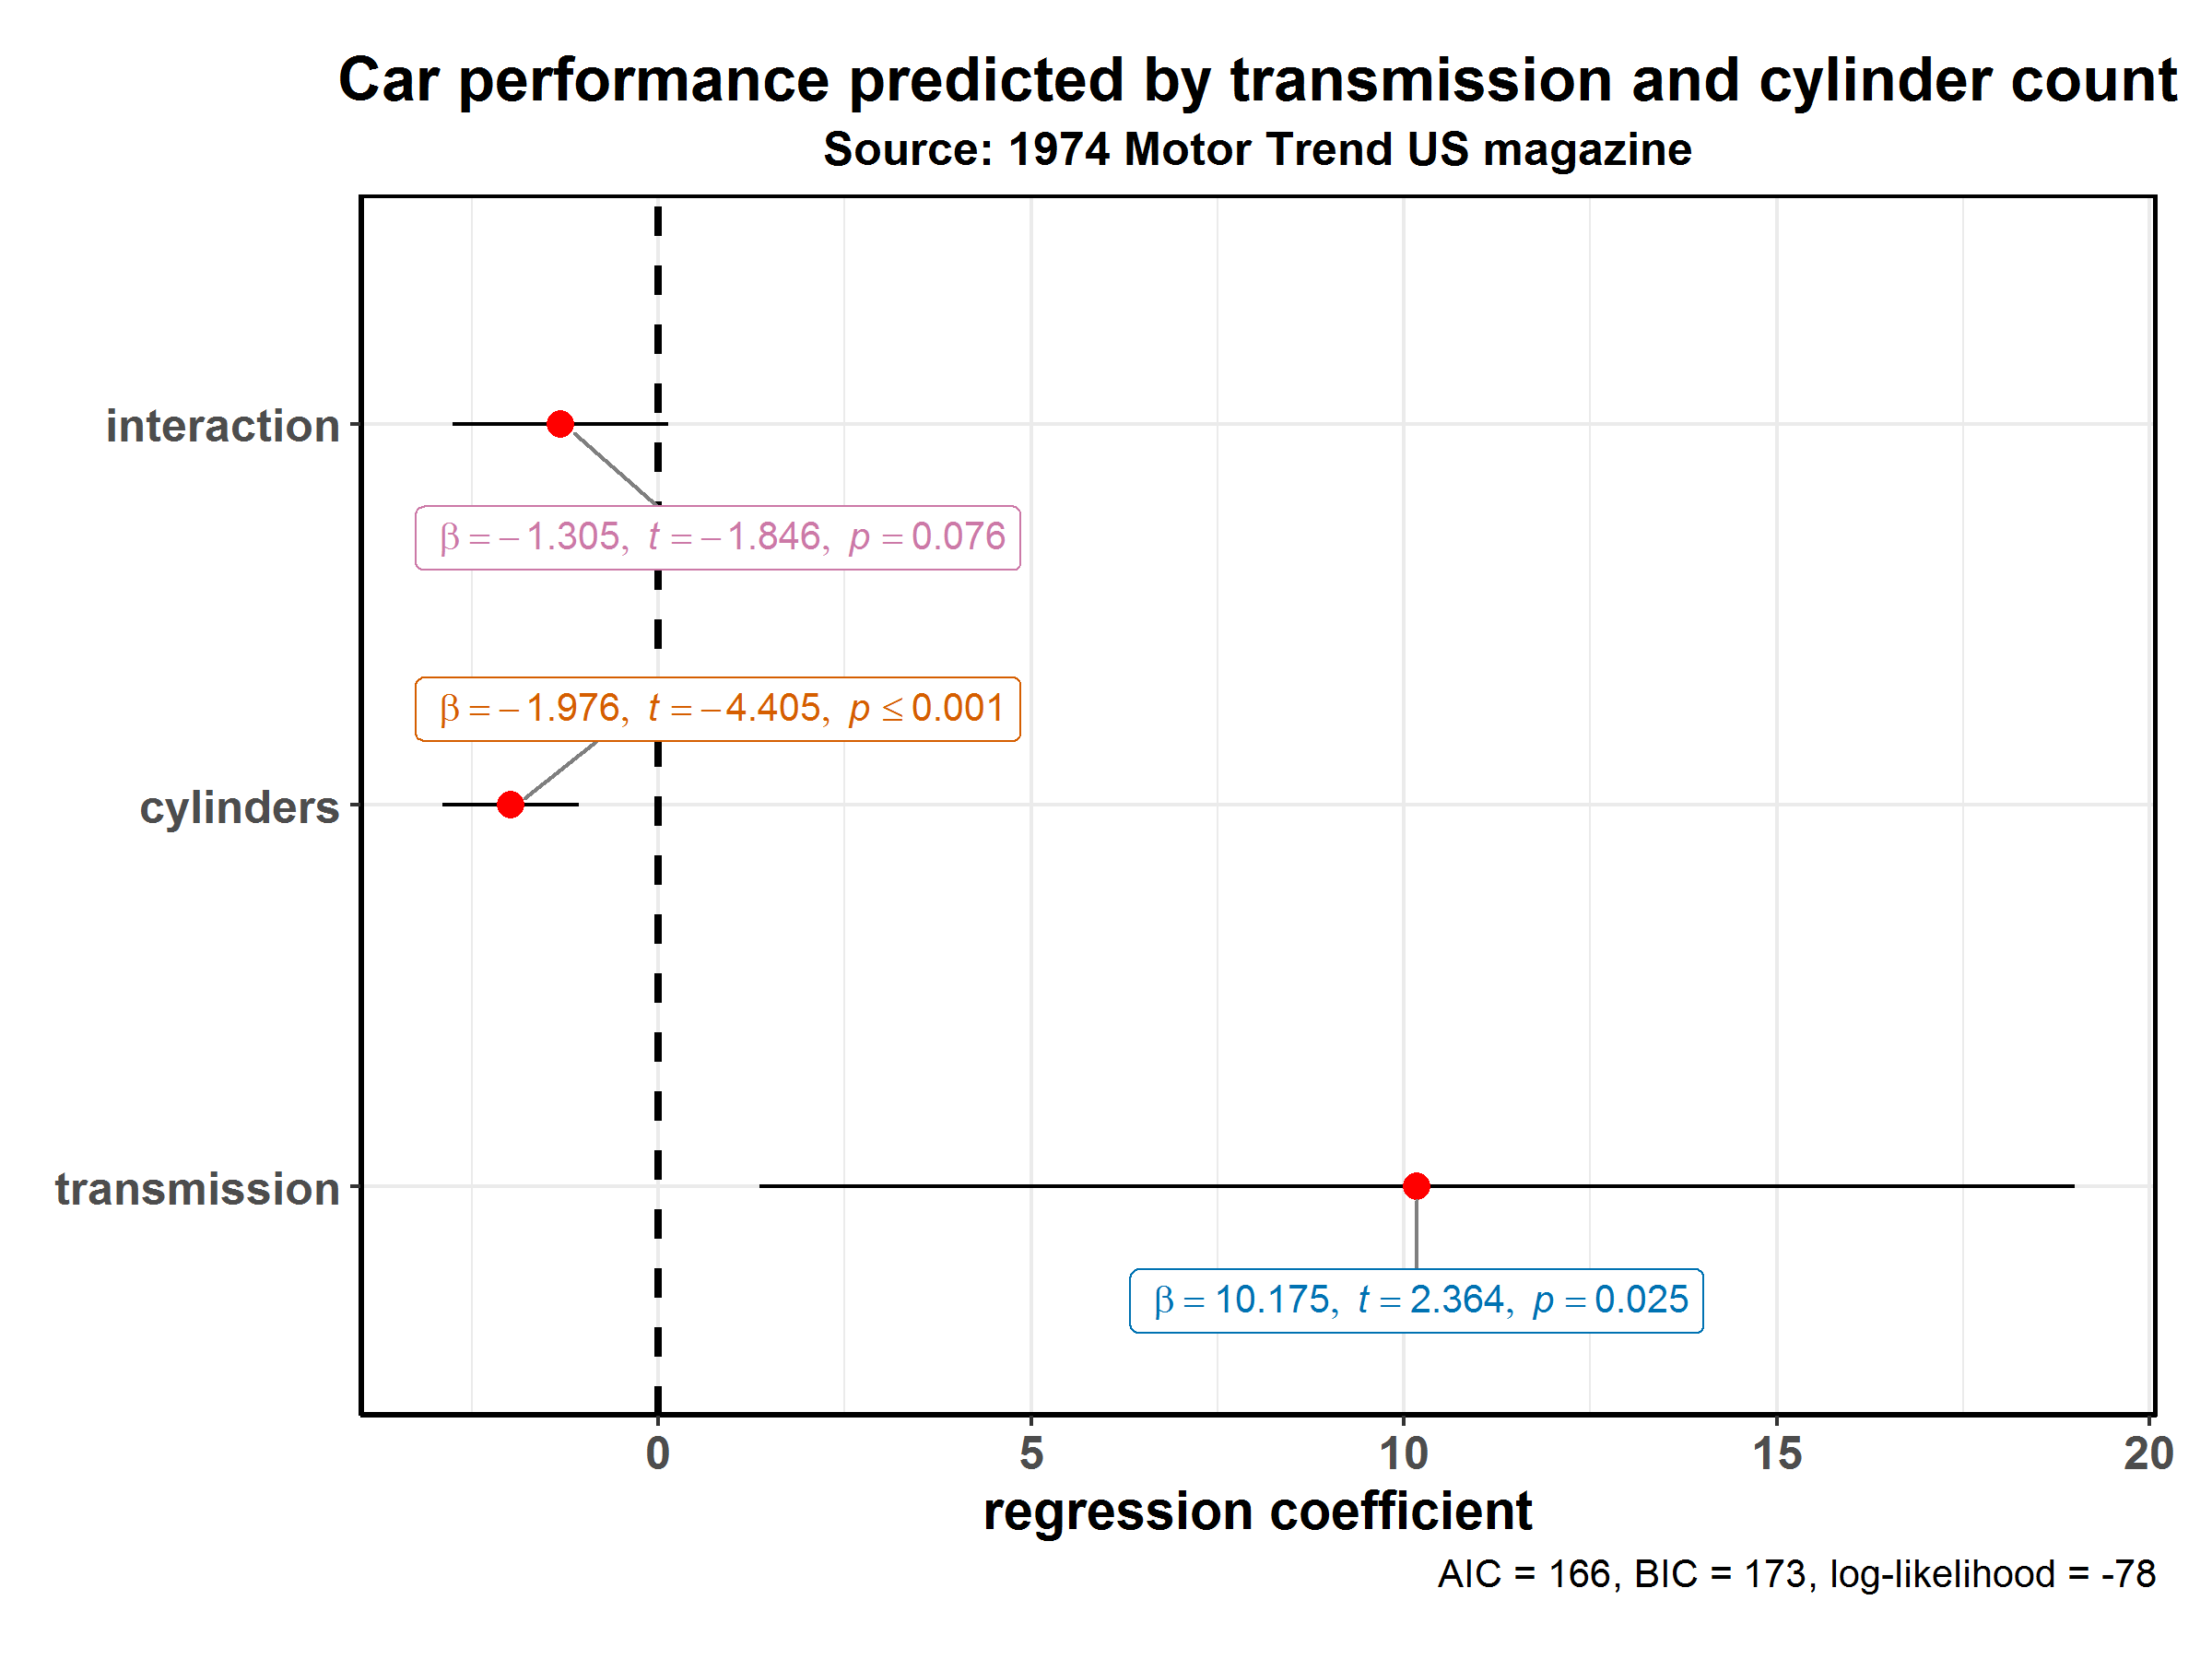 Car performance predicted by transmission and cylinder count
Source: 1974 Motor Trend US magazine
interaction
β = − 1.305, t = − 1.846, p = 0.076
β = − 1.976, t = − 4.405, p ≤ 0.001
cylinders
transmission
β = 10.175, t = 2.364, p = 0.025
0 5 10 15 20
regression coefficient
AIC = 166, BIC = 173, log-likelihood = -78